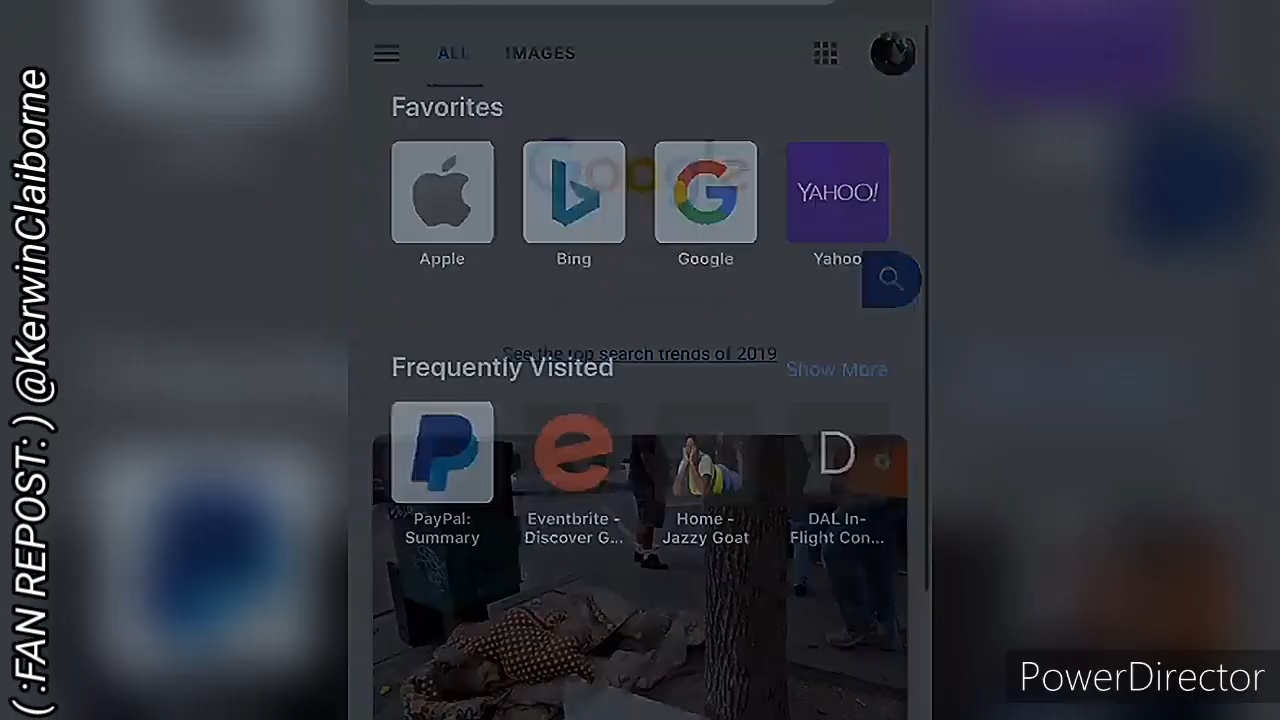 ( :FAN REPOST: ) @KerwinClaiborne
ALL IMAGES
Favorites
Google
YAHOO!
Apple Bing Google Yahoo
See the top search trends of 2019
Frequently Visited Show More
D
PayPal: Summary
Eventbrite - Discover G...
Home - Jazzy Goat
DAL In-Flight Con...
PowerDirector